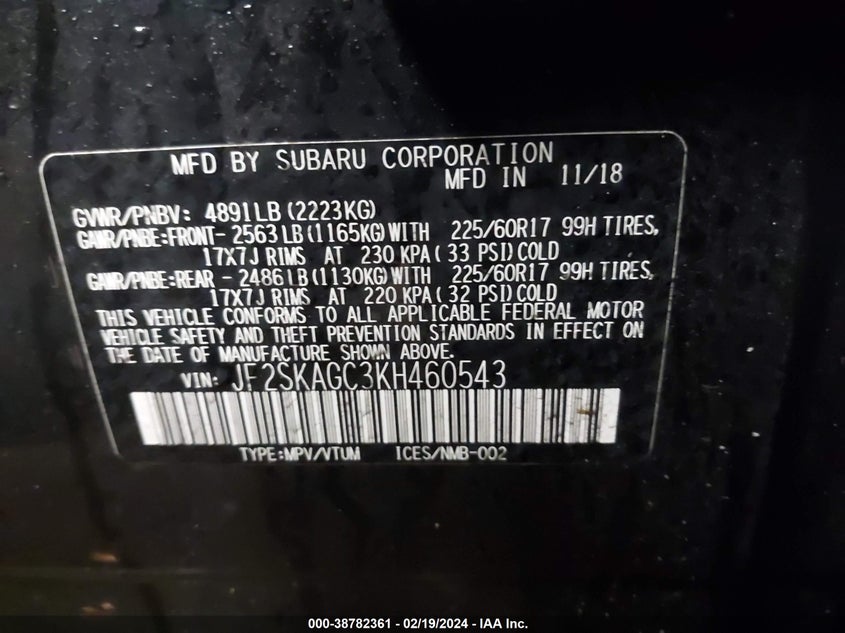 MFD BY SUBARU CORPORATION
MFD IN 11/18
GVWR/PNBV: 4891LB(2223KG)
GAWR/PNBE:FRONT-2563LB(1165KG)WITH 225/60R17 99H TIRES,
17X7J RIMS AT 230 KPA(33 PSI)COLD
GAWR/PNBE:REAR -2486LB(1130KG)WITH 225/60R17 99H TIRES,
17X7J RIMS AT 220 KPA(32 PSI)COLD
THIS VEHICLE CONFORMS TO ALL APPLICABLE FEDERAL MOTOR
VEHICLE SAFETY AND THEFT PREVENTION STANDARDS IN EFFECT ON
THE DATE OF MANUFACTURE SHOWN ABOVE.
VIN: JF2SKAGC3KH460543
TYPE:MPV/VTUM ICES/NMB-002
000-38782361 - 02/19/2024 - IAA Inc.